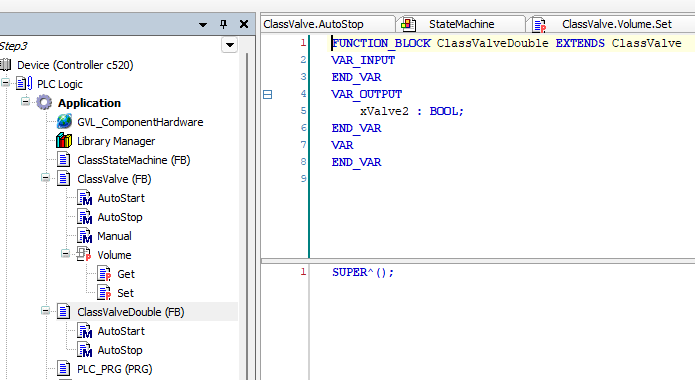 Step3
Device (Controller c520)
PLC Logic
Application
GVL_ComponentHardware
Library Manager
ClassStateMachine (FB)
ClassValve (FB)
M AutoStart
M AutoStop
M Manual
P Volume
P Get
P Set
ClassValveDouble (FB)
M AutoStart
M AutoStop
PLC_PRG (PRG)
ClassValve.AutoStop StateMachine ClassValve.Volume.Set
1 FUNCTION_BLOCK ClassValveDouble EXTENDS ClassValve
2 VAR_INPUT
3 END_VAR
4 VAR_OUTPUT
5 xValve2 : BOOL;
6 END_VAR
7 VAR
8 END_VAR
9
1 SUPER^();